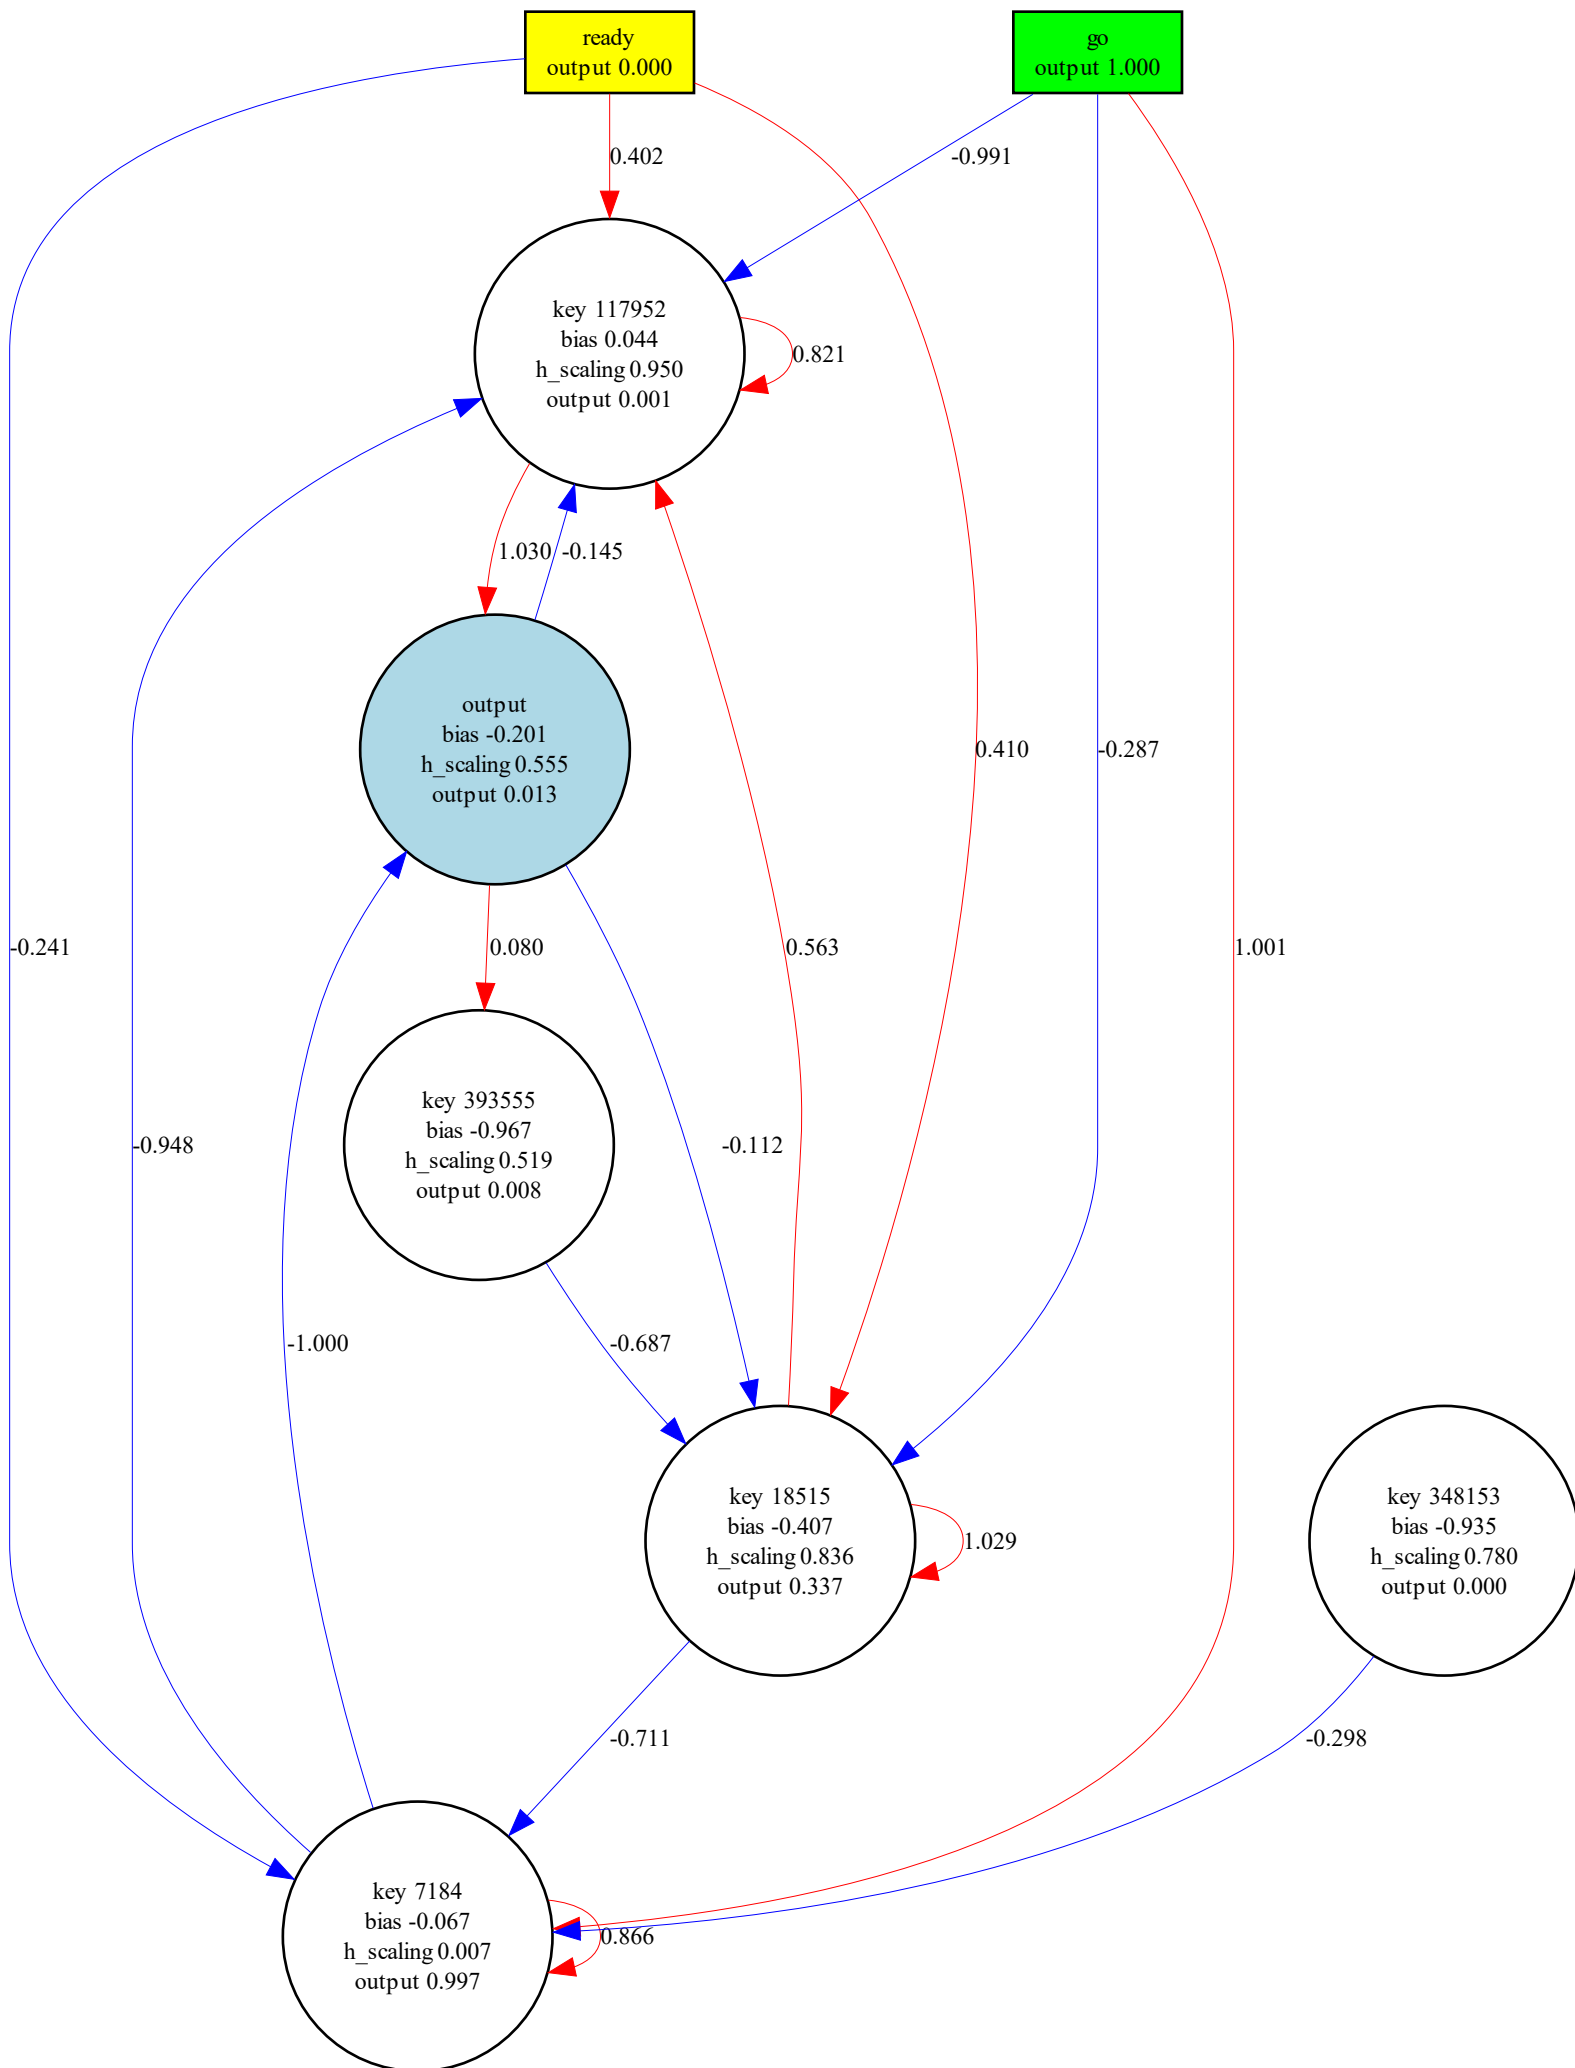 ready
output 0.000
go
output 1.000
0.402
-0.991
key 117952
bias 0.044
h_scaling 0.950
output 0.001
0.821
1.030
-0.145
output
bias -0.201
h_scaling 0.555
output 0.013
0.410
-0.287
-0.241
0.080
0.563
1.001
key 393555
bias -0.967
h_scaling 0.519
output 0.008
-0.948
-0.112
-1.000
-0.687
key 18515
bias -0.407
h_scaling 0.836
output 0.337
1.029
key 348153
bias -0.935
h_scaling 0.780
output 0.000
-0.711
-0.298
key 7184
bias -0.067
h_scaling 0.007
output 0.997
0.866